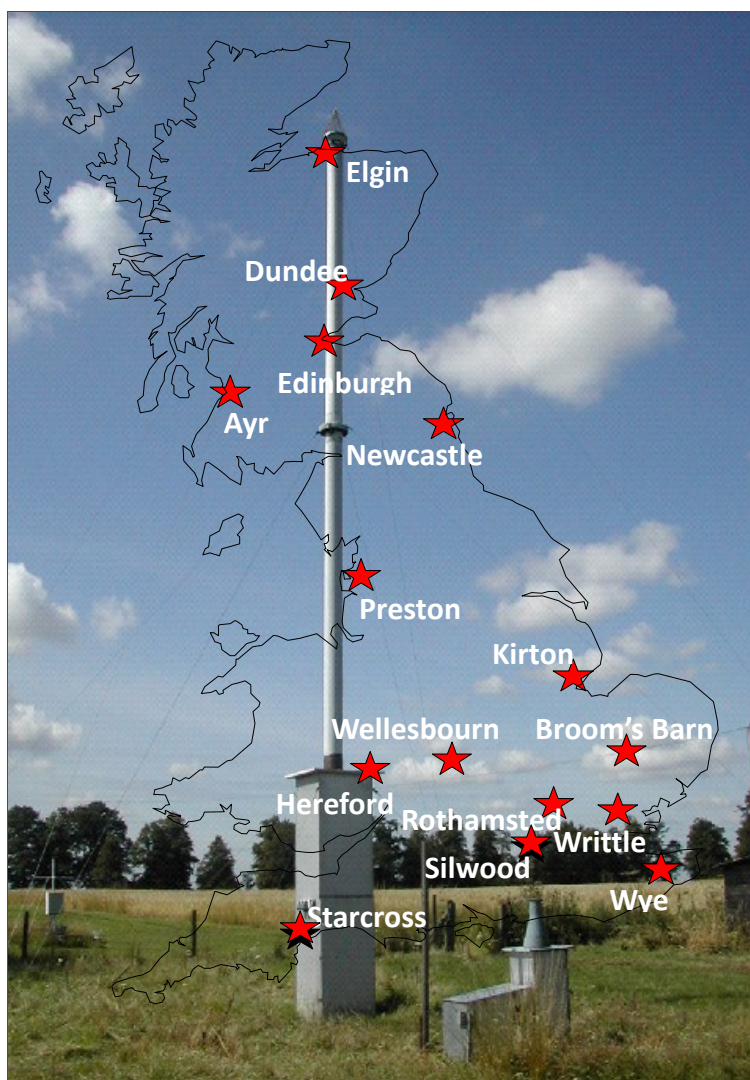 Elgin
Dundee
Edinburgh
Ayr
Newcastle
Preston
Kirton
Wellesbourn
Broom's Barn
Hereford
Rothamsted
Writtle
Silwood
Wye
Starcross